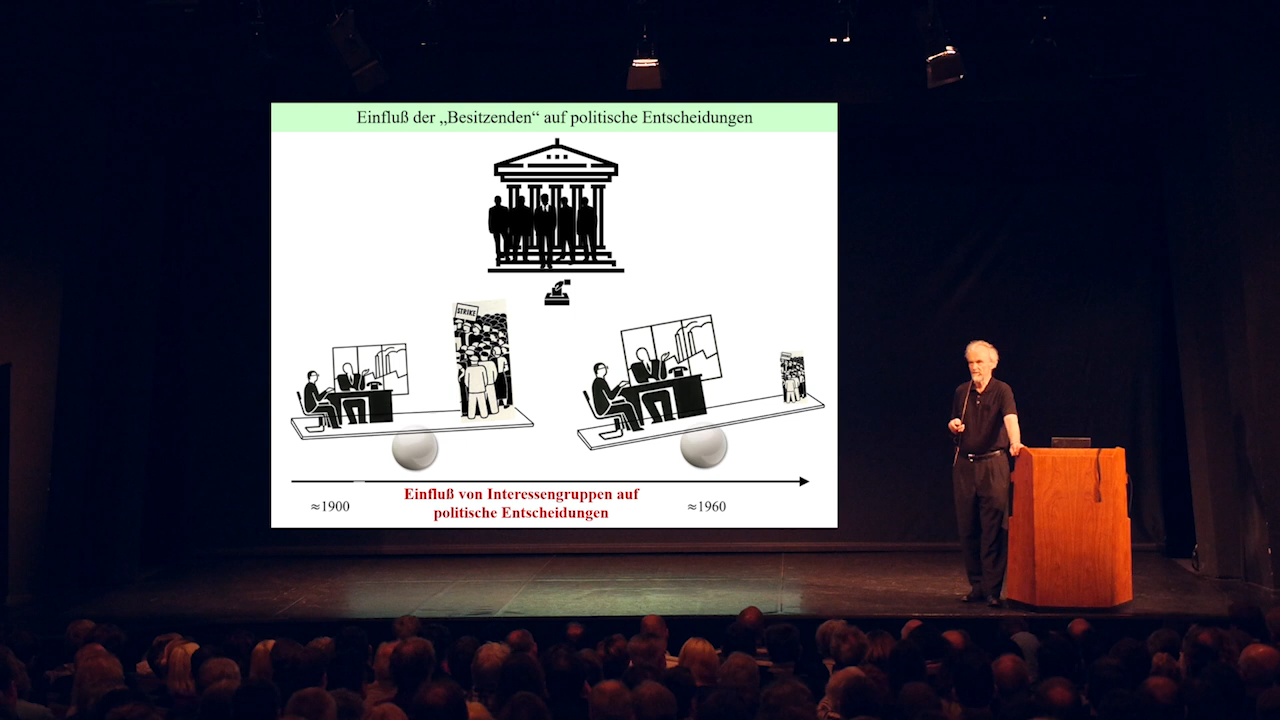 Einfluß der „Besitzenden“ auf politische Entscheidungen
STRIKE
Einfluß von Interessengruppen auf
politische Entscheidungen
≈1900
≈1960